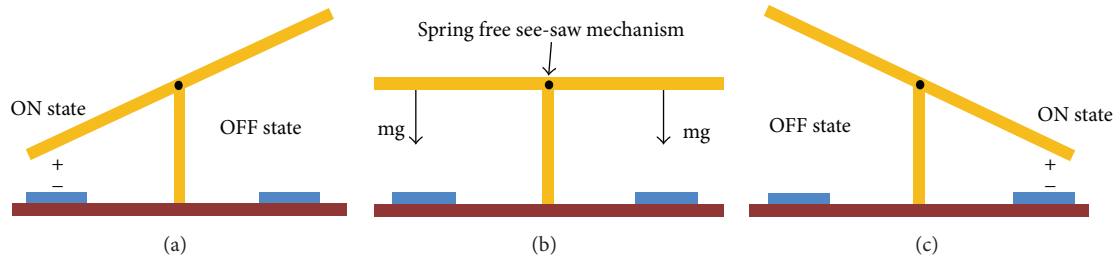 Spring free see-saw mechanism
ON state
OFF state
+
−
mg
mg
OFF state
ON state
+
−
(a)
(b)
(c)